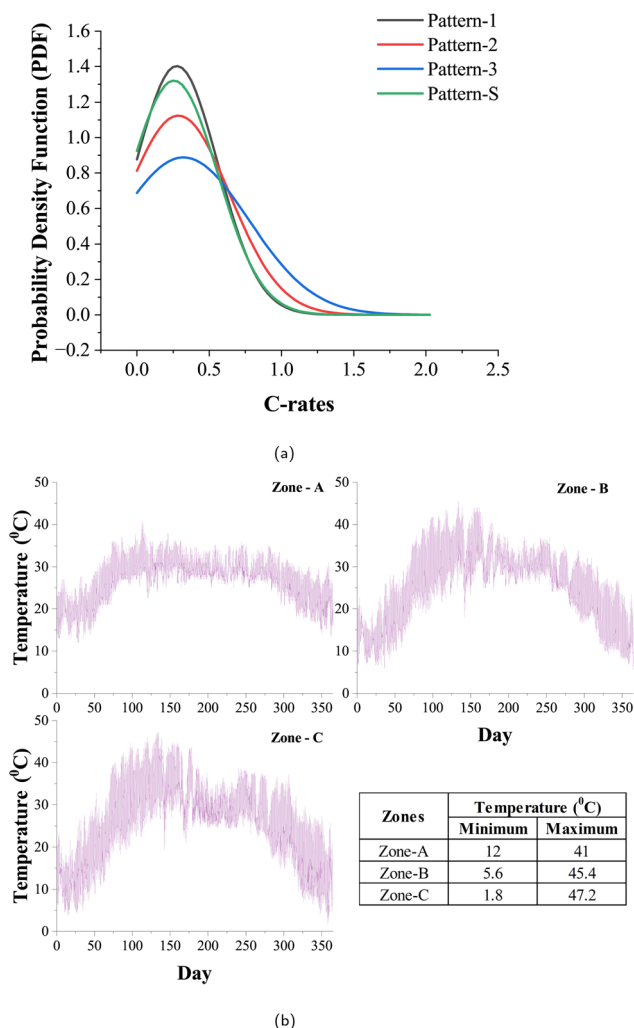 Pattern-1
Pattern-2
Pattern-3
Pattern-S
Probability Density Function (PDF)
1.6
1.4
1.2
1.0
0.8
0.6
0.4
0.2
0.0
−0.2
0.0 0.5 1.0 1.5 2.0 2.5
C-rates
(a)
Zone - A
Temperature (⁰C)
50
40
30
20
10
0
0 50 100 150 200 250 300 350
Zone - B
50
40
30
20
10
0
0 50 100 150 200 250 300 350
Day
Zone - C
Temperature (⁰C)
50
40
30
20
10
0
0 50 100 150 200 250 300 350
Day
Zones Temperature (⁰C)
Minimum Maximum
Zone-A 12 41
Zone-B 5.6 45.4
Zone-C 1.8 47.2
(b)